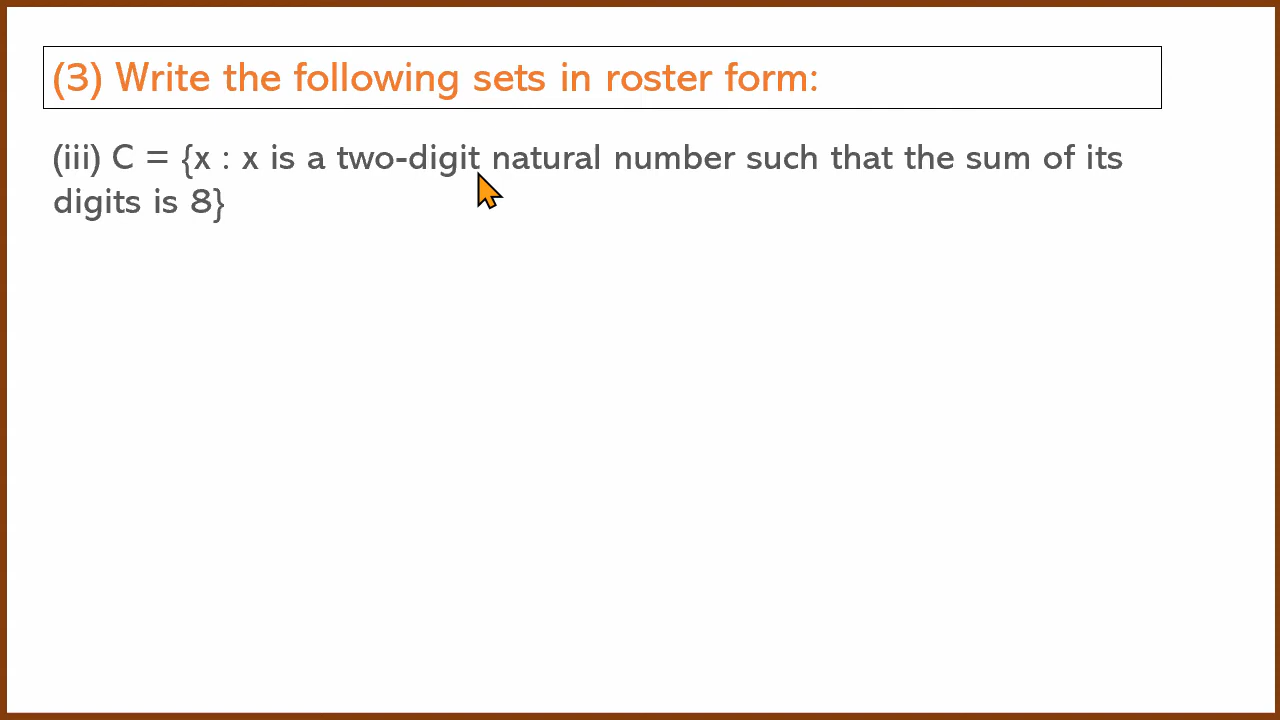 (3) Write the following sets in roster form:
(iii) C = {x : x is a two-digit natural number such that the sum of its
digits is 8}